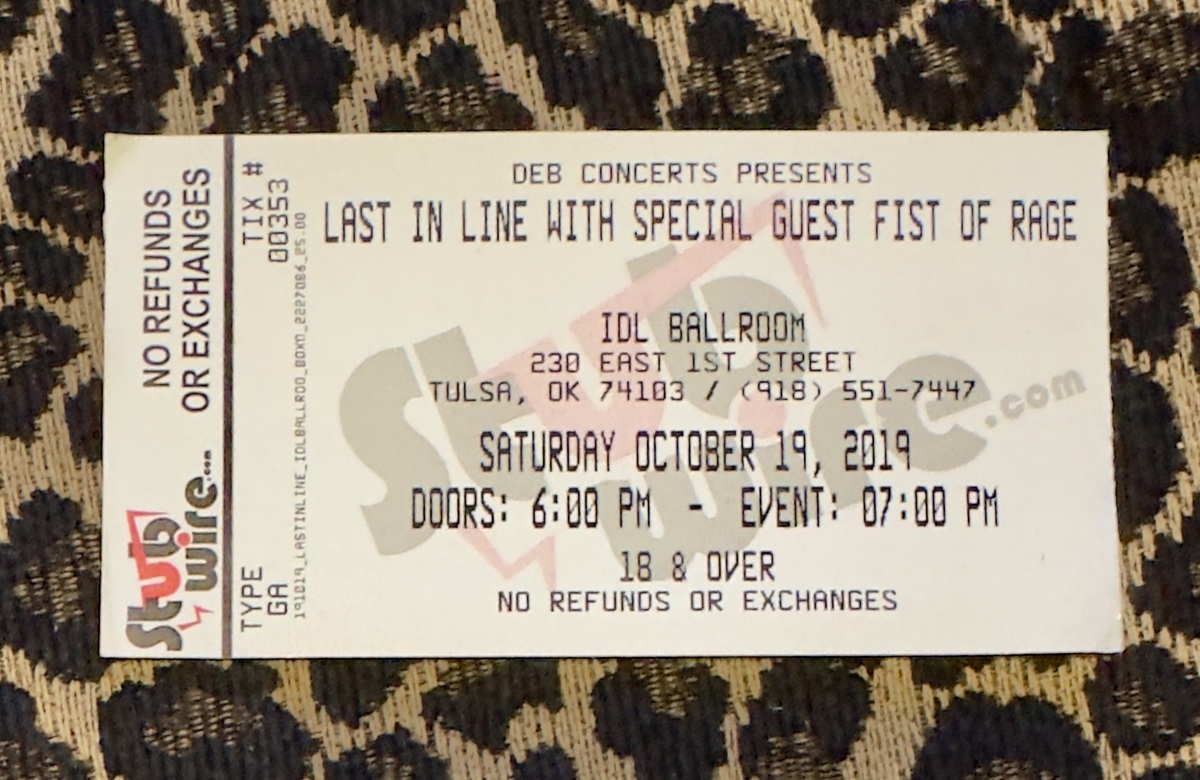 NO REFUNDS
OR EXCHANGES
Stub
wire...
TIX #
00353
TYPE
GA
191019_LASTINLINE_IDLBALLROO_BOXO_2227086_25.00
DEB CONCERTS PRESENTS
LAST IN LINE WITH SPECIAL GUEST FIST OF RAGE
IDL BALLROOM
230 EAST 1ST STREET
TULSA, OK 74103 / (918) 551-7447
SATURDAY OCTOBER 19, 2019
DOORS: 6:00 PM - EVENT: 07:00 PM
18 & OVER
NO REFUNDS OR EXCHANGES
Stub
wire.com